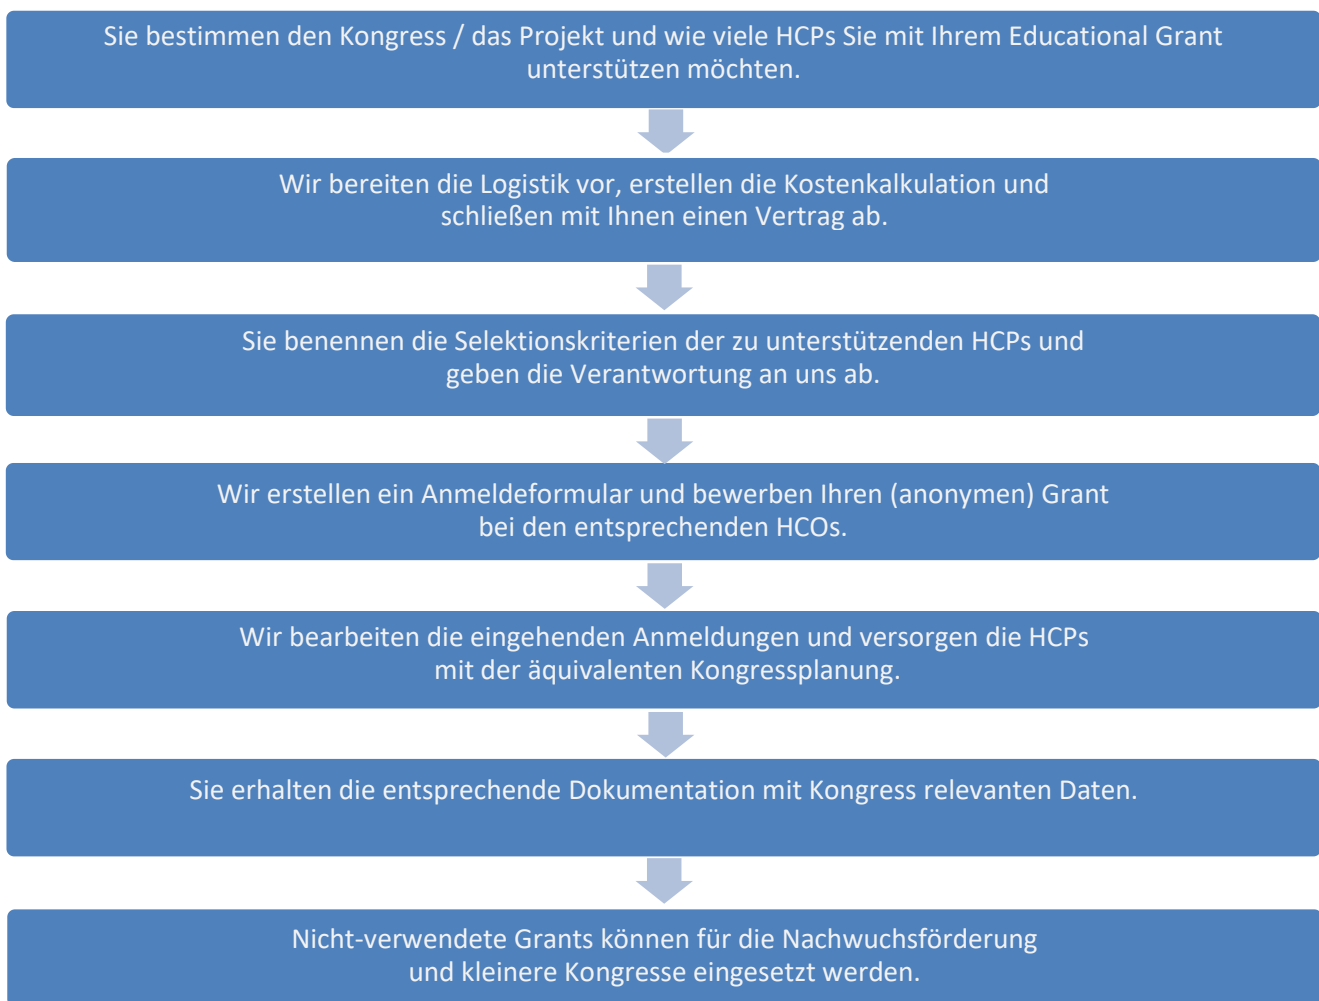 Sie bestimmen den Kongress / das Projekt und wie viele HCPs Sie mit Ihrem Educational Grant
unterstützen möchten.
Wir bereiten die Logistik vor, erstellen die Kostenkalkulation und
schließen mit Ihnen einen Vertrag ab.
Sie benennen die Selektionskriterien der zu unterstützenden HCPs und
geben die Verantwortung an uns ab.
Wir erstellen ein Anmeldeformular und bewerben Ihren (anonymen) Grant
bei den entsprechenden HCOs.
Wir bearbeiten die eingehenden Anmeldungen und versorgen die HCPs
mit der äquivalenten Kongressplanung.
Sie erhalten die entsprechende Dokumentation mit Kongress relevanten Daten.
Nicht-verwendete Grants können für die Nachwuchsförderung
und kleinere Kongresse eingesetzt werden.